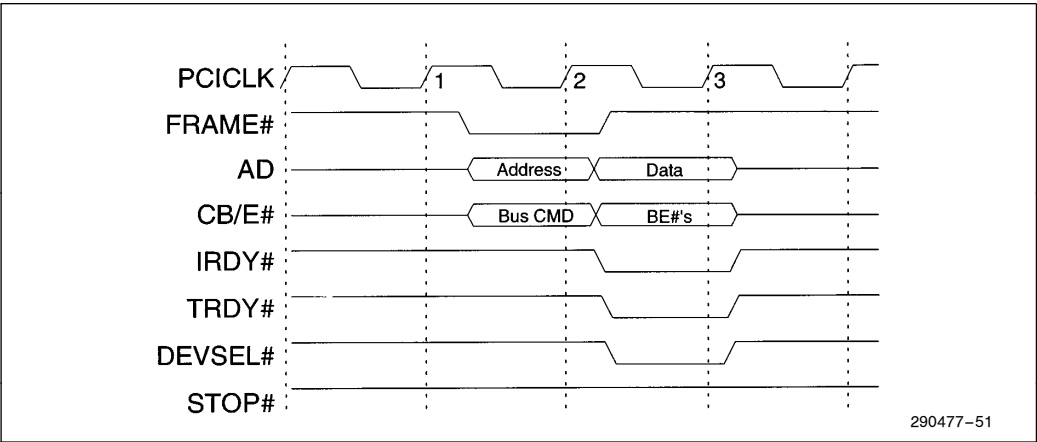 PCICLK 1 2 3
FRAME#
AD Address Data
CB/E# Bus CMD BE#'s
IRDY#
TRDY#
DEVSEL#
STOP#
290477-51